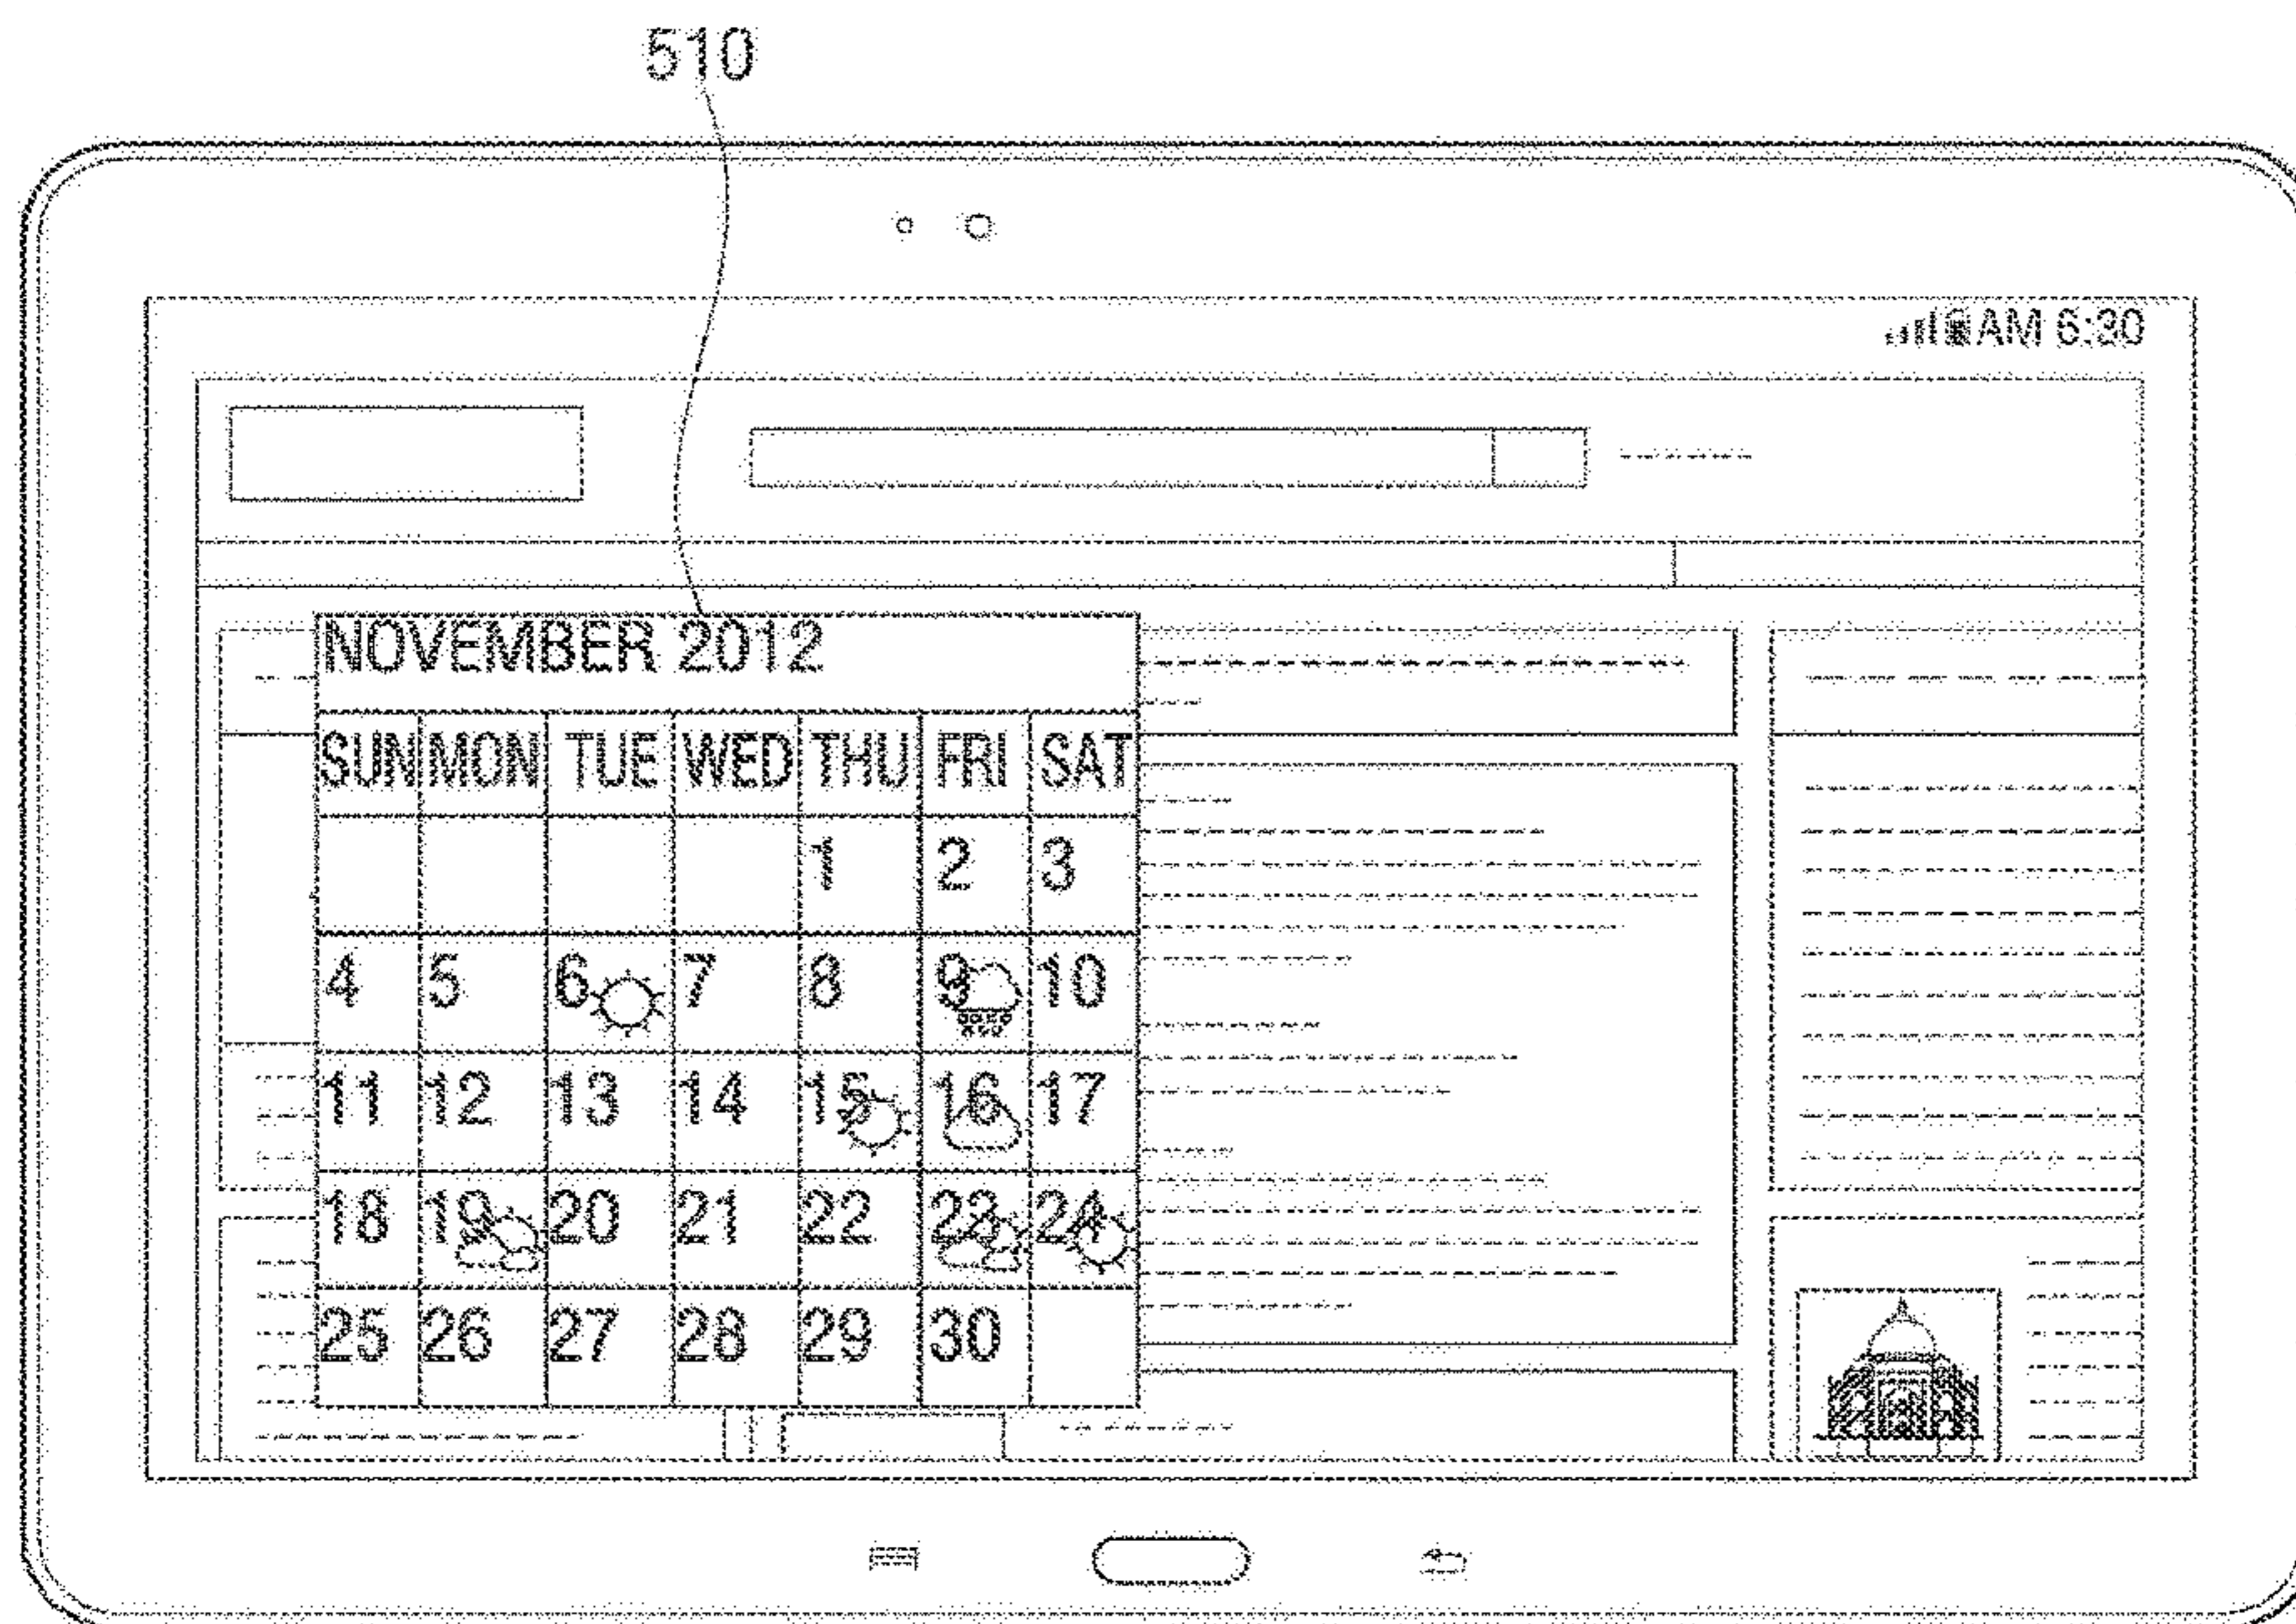 510
AM 6:30
NOVEMBER 2012
SUN MON TUE WED THU FRI SAT
1 2 3
4 5 6 7 8 9 10
11 12 13 14 15 16 17
18 19 20 21 22 23 24
25 26 27 28 29 30